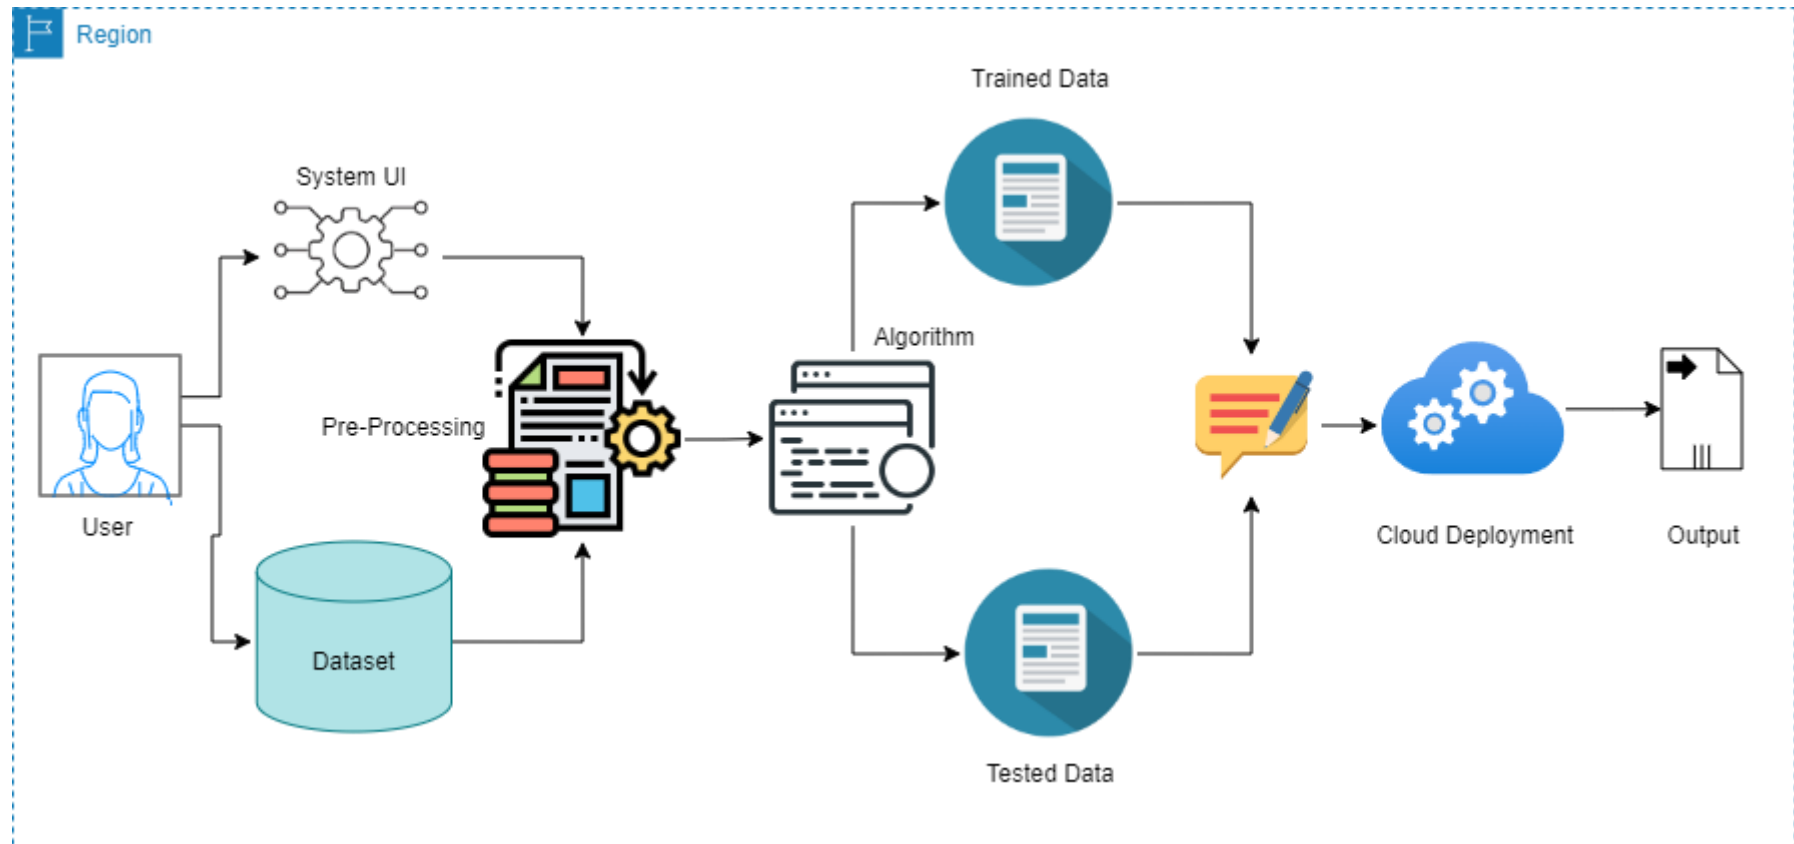 Region
Trained Data
System UI
Algorithm
Pre-Processing
User
Cloud Deployment
Output
Dataset
Tested Data